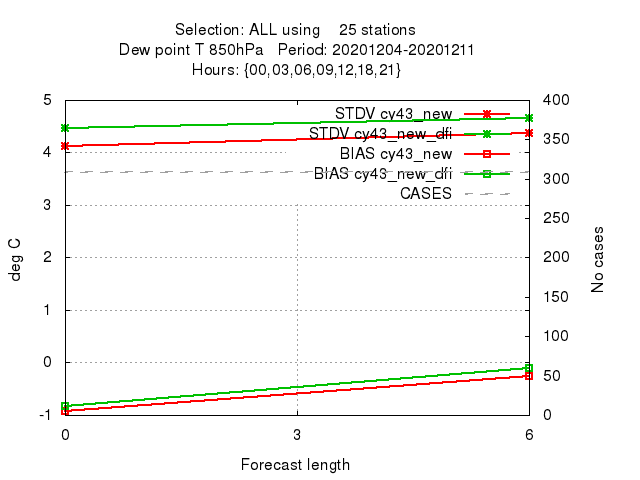 Selection: ALL using    25 stations
Dew point T 850hPa   Period: 20201204-20201211
Hours: {00,03,06,09,12,18,21}
5
4
3
2
1
0
-1
deg C
400
350
300
250
200
150
100
50
0
No cases
STDV cy43_new
STDV cy43_new_dfi
BIAS cy43_new
BIAS cy43_new_dfi
CASES
0 3 6
Forecast length